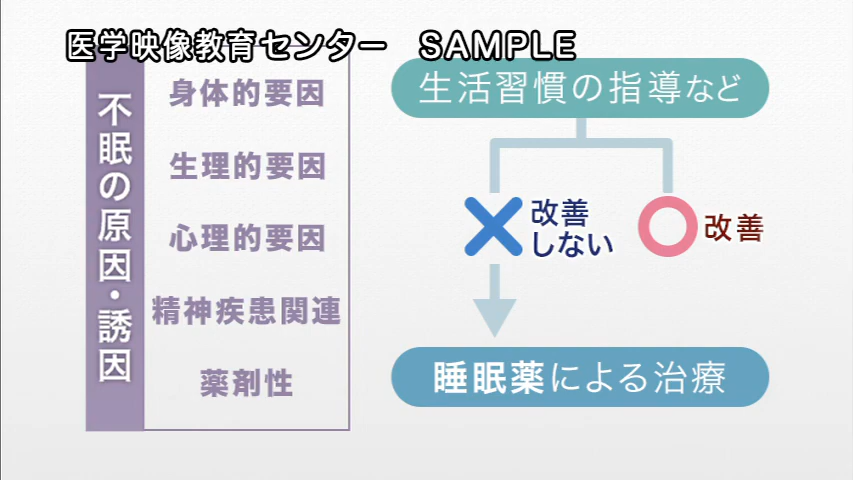 医学映像教育センター　SAMPLE
不眠の原因・誘因
身体的要因
生理的要因
心理的要因
精神疾患関連
薬剤性
生活習慣の指導など
改善
しない
改善
睡眠薬による治療